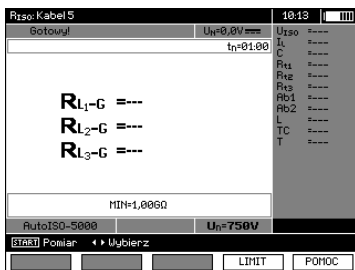 RISO: Kabel 5 10:13
Gotowy! UN=0,0V
tn=01:00
RL1-G =---
RL2-G =---
RL3-G =---
MIN=1,00GΩ
UISO =---
IL =---
C =---
Rt1 =---
Rt2 =---
Rt3 =---
Ab1 =---
Ab2 =---
L =---
TC =---
T =---
AutoISO-5000 Un=750V
START Pomiar Wybierz
LIMIT POMOC